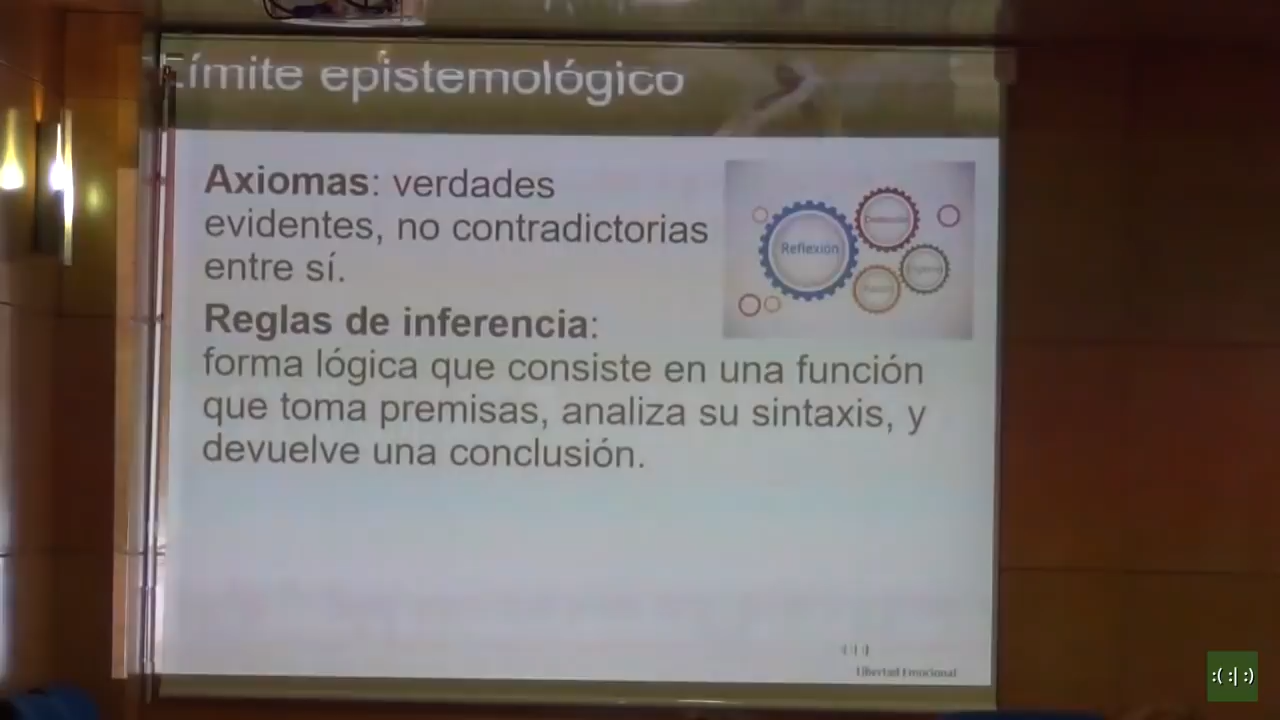 Límite epistemológico
Axiomas: verdades
evidentes, no contradictorias
entre sí.
Reglas de inferencia:
forma lógica que consiste en una función
que toma premisas, analiza su sintaxis, y
devuelve una conclusión.
Reflexión
Libertad Emocional
:( :| :)